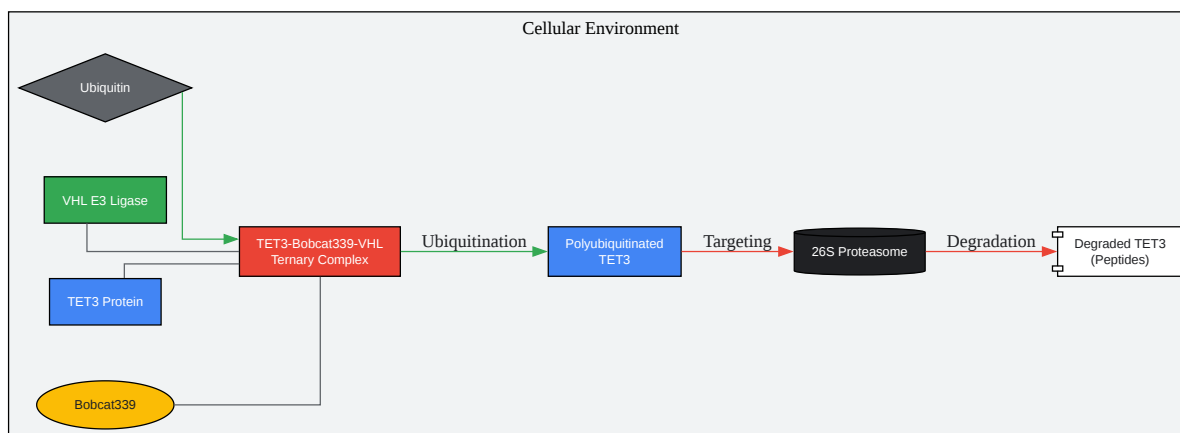 Cellular Environment
Ubiquitin
VHL E3 Ligase
TET3 Protein
Bobcat339
TET3-Bobcat339-VHL
Ternary Complex
Ubiquitination
Polyubiquitinated
TET3
Targeting
26S Proteasome
Degradation
Degraded TET3
(Peptides)